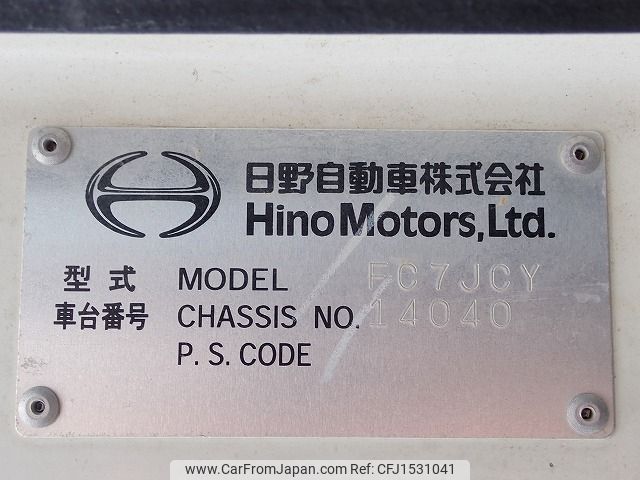 日野自動車株式会社
Hino Motors, Ltd.
型式 MODEL FC7JCY
車台番号 CHASSIS NO. 14040
P.S.CODE
www.CarFromJapan.com | CFJ1531041